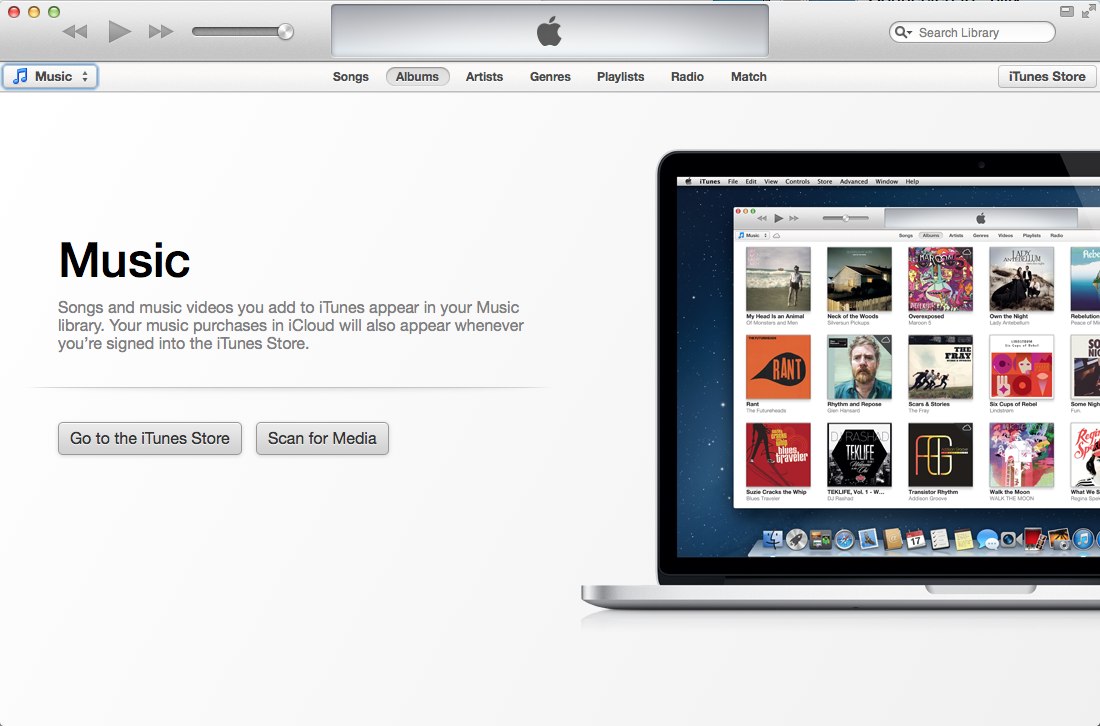 Search Library
Music
Songs Albums Artists Genres Playlists Radio Match
iTunes Store
Music
Songs and music videos you add to iTunes appear in your Music
library. Your music purchases in iCloud will also appear whenever
you're signed into the iTunes Store.
Go to the iTunes Store
Scan for Media
iTunes File Edit View Controls Store Advanced Window Help
Music
Songs Albums Artists Genres Videos Playlists Radio
LADY ANTEBELLUM
My Head Is an Animal Neck of the Woods Overexposed Own the Night
Of Monsters and Men Silversun Pickups Maroon 5 Lady Antebellum
RANT
THE FRAY
Rant Rhythm and Repose Scars & Stories Six Cups of Rebel
The Futureheads Glen Hansard The Fray Lindstrøm Fun.
blues traveler
DJ RASHAD
TEKLIFE
Suzie Cracks the Whip TEKLIFE, Vol. 1 - W... Transistor Rhythm Walk the Moon What We S
Blues Traveler DJ Rashad Addison Groove WALK THE MOON Regina Spe
17